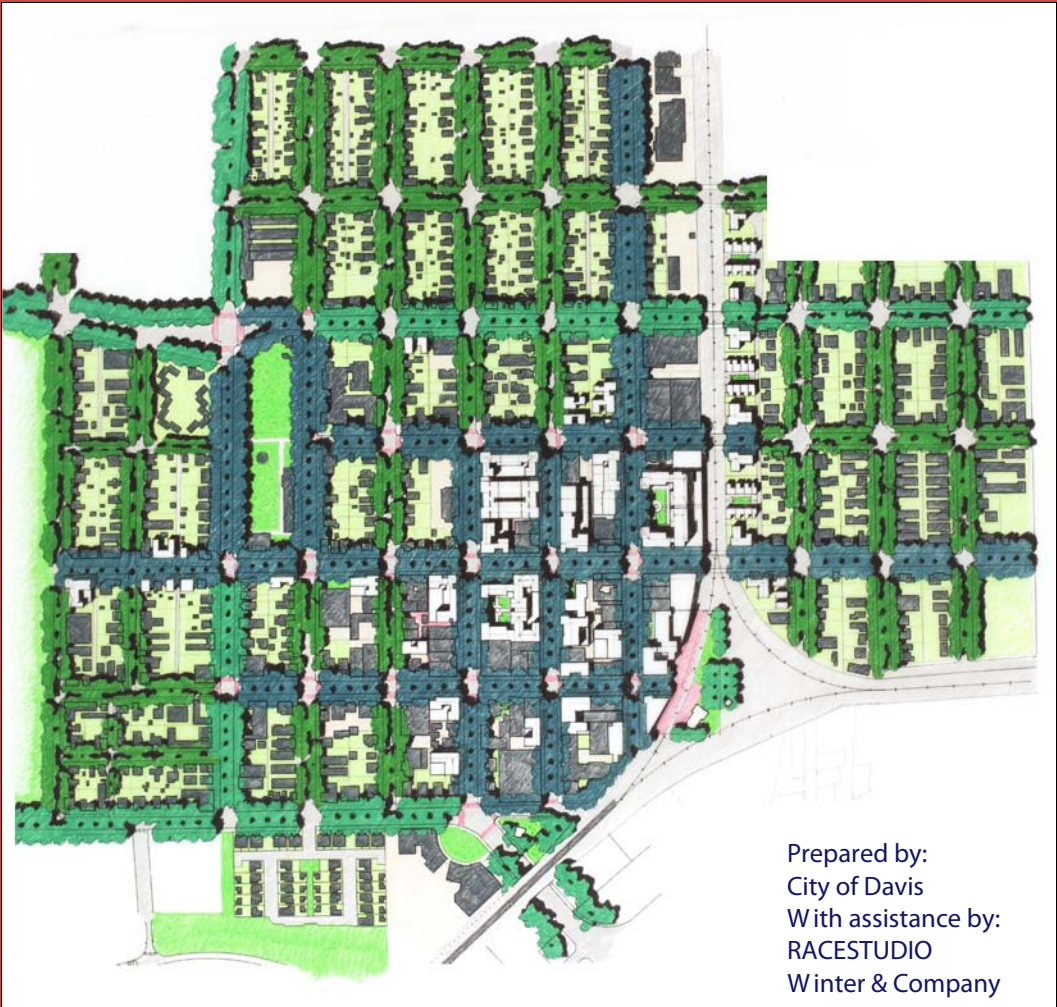 Prepared by:
City of Davis
With assistance by:
RACESTUDIO
Winter & Company